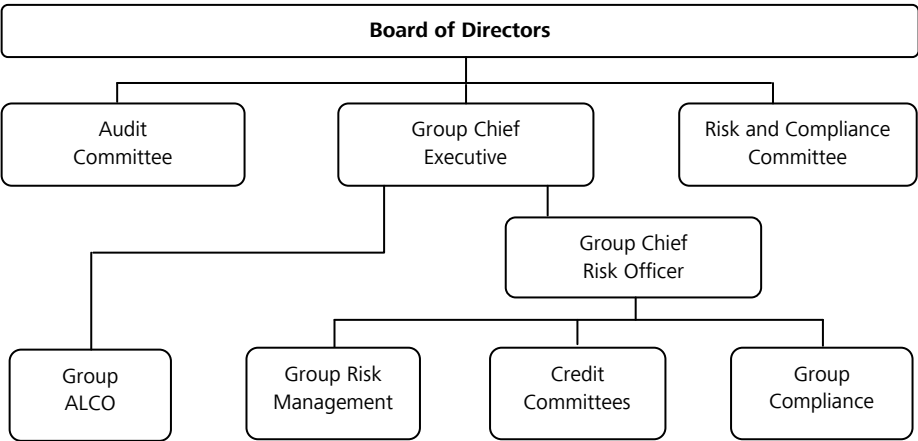 Board of Directors
Audit
Committee
Group Chief
Executive
Risk and Compliance
Committee
Group Chief
Risk Officer
Group
ALCO
Group Risk
Management
Credit
Committees
Group
Compliance